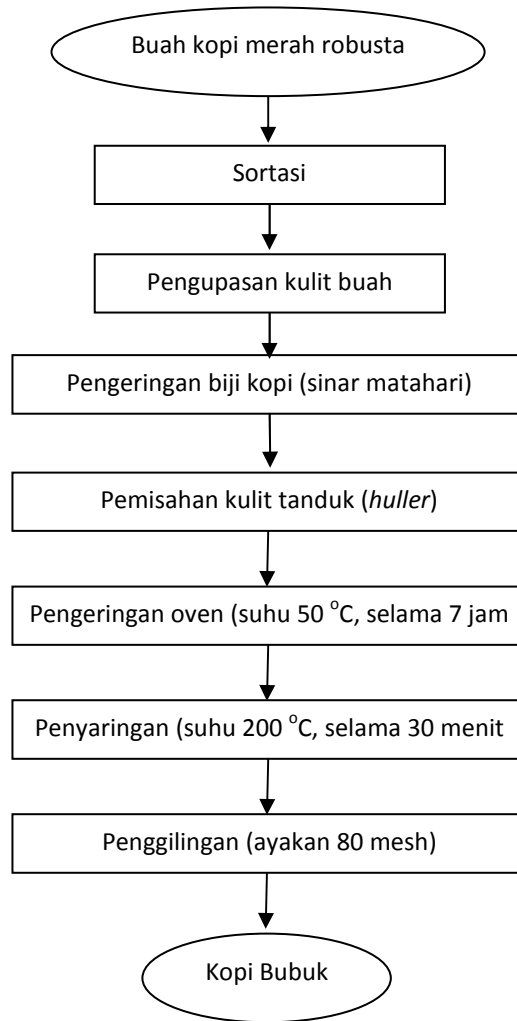 Buah kopi merah robusta
Sortasi
Pengupasan kulit buah
Pengeringan biji kopi (sinar matahari)
Pemisahan kulit tanduk (huller)
Pengeringan oven (suhu 50 °C, selama 7 jam
Penyaringan (suhu 200 °C, selama 30 menit
Penggilingan (ayakan 80 mesh)
Kopi Bubuk